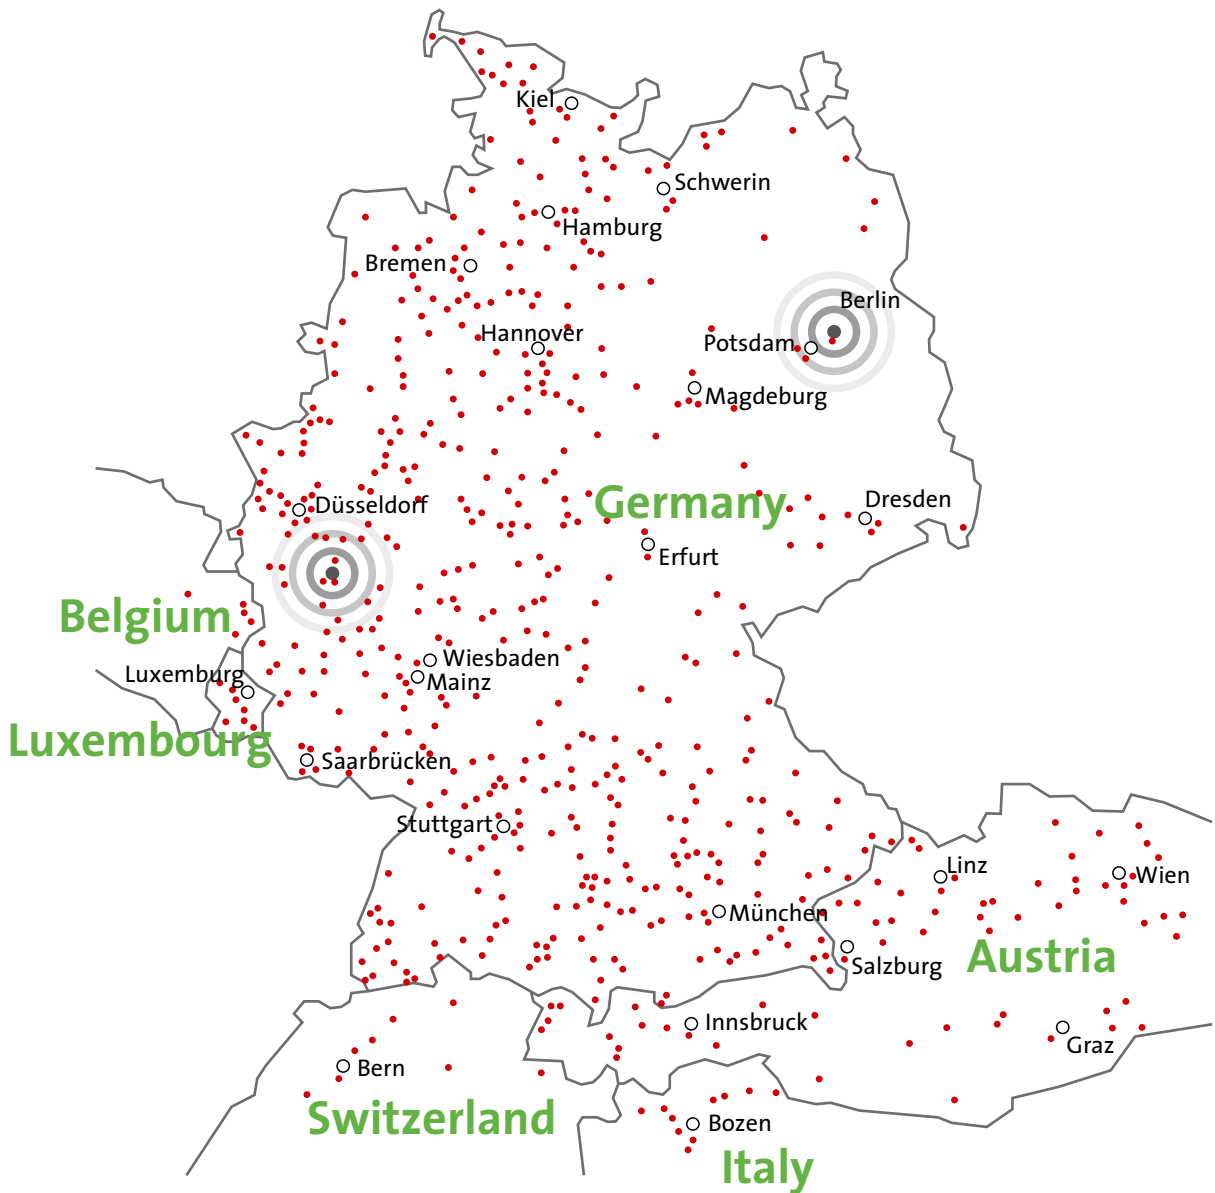 Kiel
Schwerin
Hamburg
Bremen
Berlin
Hannover
Potsdam
Magdeburg
Düsseldorf
Germany
Dresden
Erfurt
Belgium
Wiesbaden
Luxemburg
Mainz
Luxembourg
Saarbrücken
Stuttgart
Linz
Wien
München
Austria
Salzburg
Innsbruck
Graz
Bern
Switzerland
Bozen
Italy